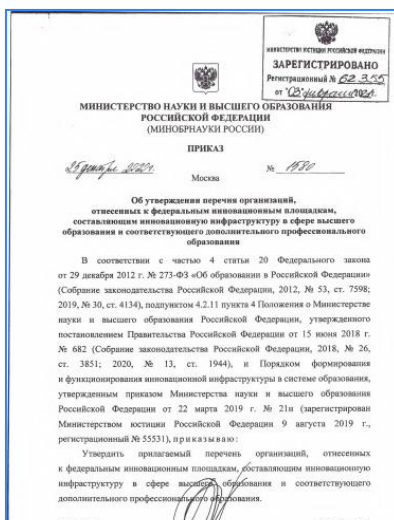 МИНИСТЕРСТВО ЮСТИЦИИ РОССИЙСКОЙ ФЕДЕРАЦИИ
ЗАРЕГИСТРИРОВАНО
Регистрационный № 62355
от "03" февраля
МИНИСТЕРСТВО НАУКИ И ВЫСШЕГО ОБРАЗОВАНИЯ
РОССИЙСКОЙ ФЕДЕРАЦИИ
(МИНОБРНАУКИ РОССИИ)
ПРИКАЗ
25 декабря 2020 г. № 1580
Москва
Об утверждении перечня организаций,
отнесенных к федеральным инновационным площадкам,
составляющим инновационную инфраструктуру в сфере высшего
образования и соответствующего дополнительного профессионального
образования
В соответствии с частью 4 статьи 20 Федерального закона
от 29 декабря 2012 г. № 273-ФЗ «Об образовании в Российской Федерации»
(Собрание законодательства Российской Федерации, 2012, № 53, ст. 7598;
2019, № 30, ст. 4134), подпунктом 4.2.11 пункта 4 Положения о Министерстве
науки и высшего образования Российской Федерации, утвержденного
постановлением Правительства Российской Федерации от 15 июня 2018 г.
№ 682 (Собрание законодательства Российской Федерации, 2018, № 26,
ст. 3851; 2020, № 13, ст. 1944), и Порядком формирования
и функционирования инновационной инфраструктуры в системе образования,
утвержденным приказом Министерства науки и высшего образования
Российской Федерации от 22 марта 2019 г. № 21н (зарегистрирован
Министерством юстиции Российской Федерации 9 августа 2019 г.,
регистрационный № 55531), приказываю:
Утвердить прилагаемый перечень организаций, отнесенных
к федеральным инновационным площадкам, составляющим инновационную
инфраструктуру в сфере высшего образования и соответствующего
дополнительного профессионального образования.